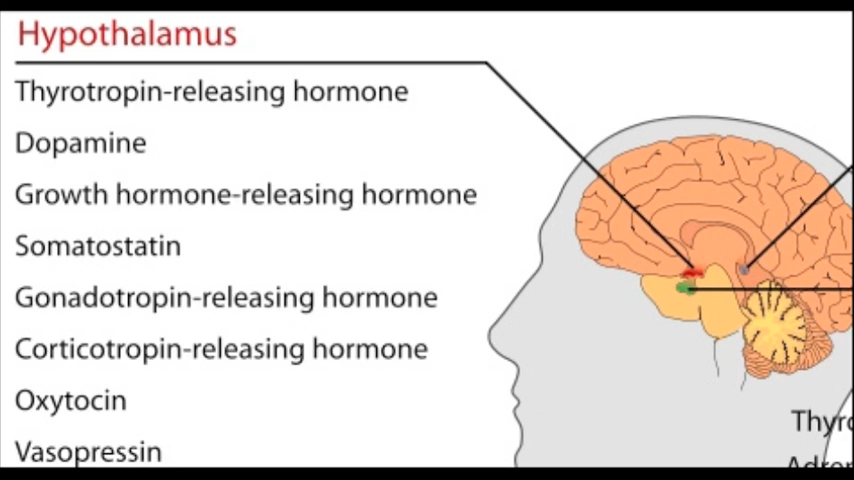 Hypothalamus
Thyrotropin-releasing hormone
Dopamine
Growth hormone-releasing hormone
Somatostatin
Gonadotropin-releasing hormone
Corticotropin-releasing hormone
Oxytocin
Vasopressin